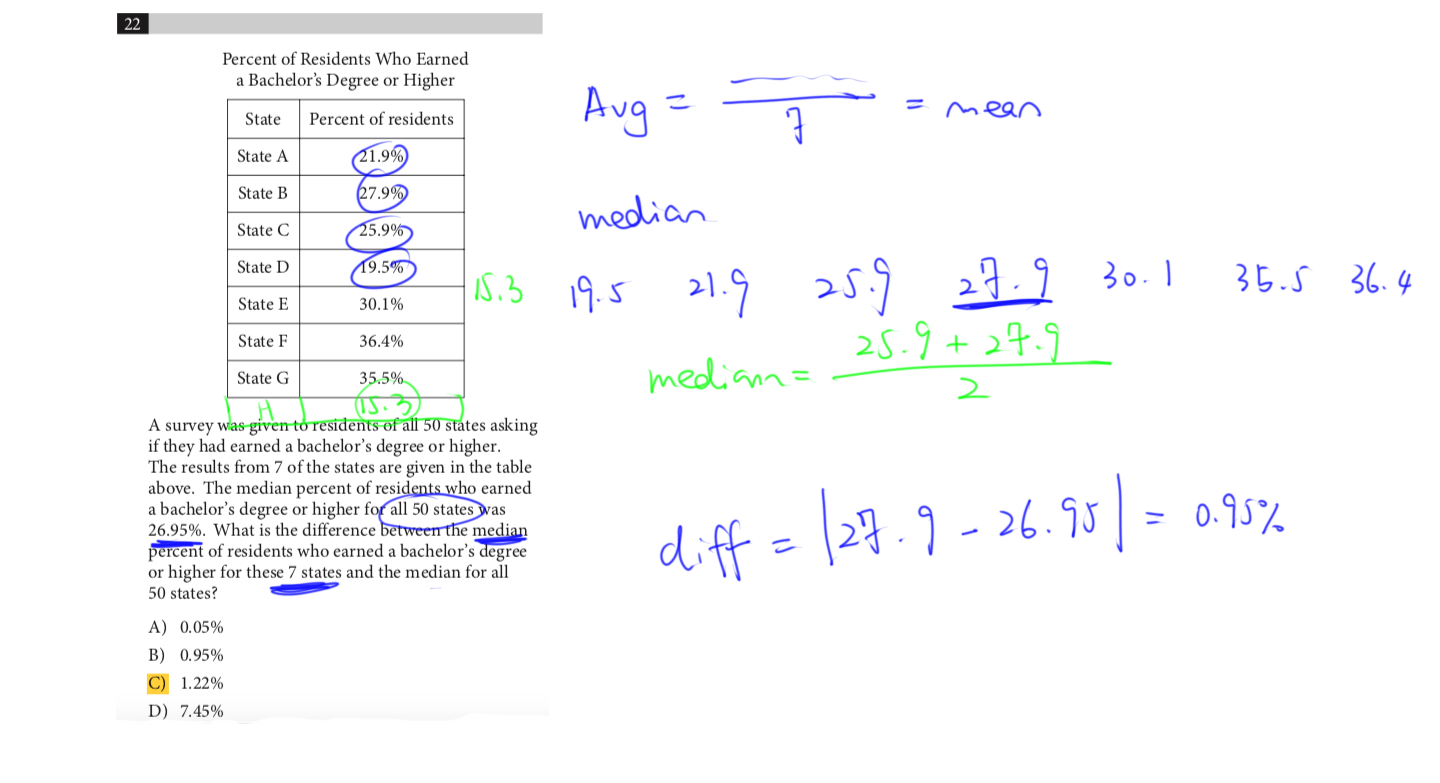 22
Percent of Residents Who Earned
a Bachelor's Degree or Higher
State Percent of residents
State A 21.9%
State B 27.9%
State C 25.9%
State D 19.5%
State E 30.1%
State F 36.4%
State G 35.5%
H 15.3
A survey was given to residents of all 50 states asking
if they had earned a bachelor's degree or higher.
The results from 7 of the states are given in the table
above. The median percent of residents who earned
a bachelor's degree or higher for all 50 states was
26.95%. What is the difference between the median
percent of residents who earned a bachelor's degree
or higher for these 7 states and the median for all
50 states?
A) 0.05%
B) 0.95%
C) 1.22%
D) 7.45%
Avg = / 7 = mean
median
15.3 19.5 21.9 25.9 27.9 30.1 35.5 36.4
median = 25.9 + 27.9
2
diff = |27.9 - 26.95| = 0.95%